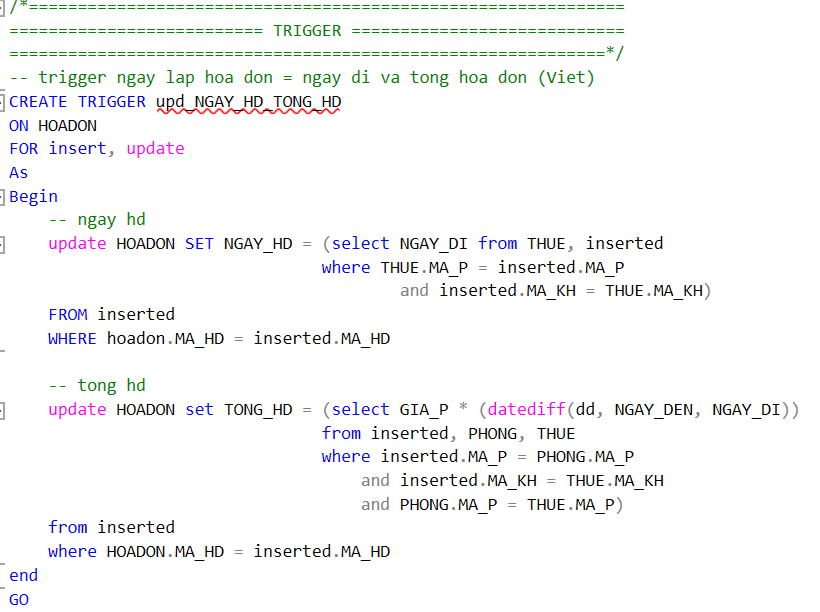 /*=============================================================
========================== TRIGGER ============================
=============================================================*/
-- trigger ngay lap hoa don = ngay di va tong hoa don (Viet)
CREATE TRIGGER upd_NGAY_HD_TONG_HD
ON HOADON
FOR insert, update
As
Begin
    -- ngay hd
    update HOADON SET NGAY_HD = (select NGAY_DI from THUE, inserted
                                where THUE.MA_P = inserted.MA_P
                                        and inserted.MA_KH = THUE.MA_KH)
    FROM inserted
    WHERE hoadon.MA_HD = inserted.MA_HD

    -- tong hd
    update HOADON set TONG_HD = (select GIA_P * (datediff(dd, NGAY_DEN, NGAY_DI))
                                from inserted, PHONG, THUE
                                where inserted.MA_P = PHONG.MA_P
                                    and inserted.MA_KH = THUE.MA_KH
                                    and PHONG.MA_P = THUE.MA_P)
    from inserted
    where HOADON.MA_HD = inserted.MA_HD
end
GO